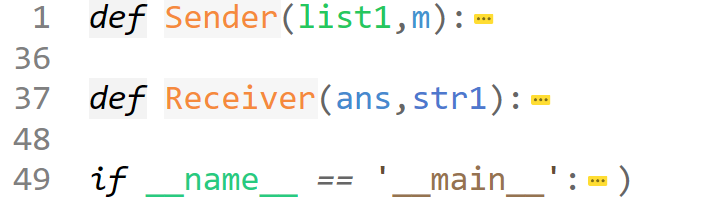 1 def Sender(list1,m):⋯
36
37 def Receiver(ans,str1):⋯
48
49 if __name__ == '__main__':⋯ )